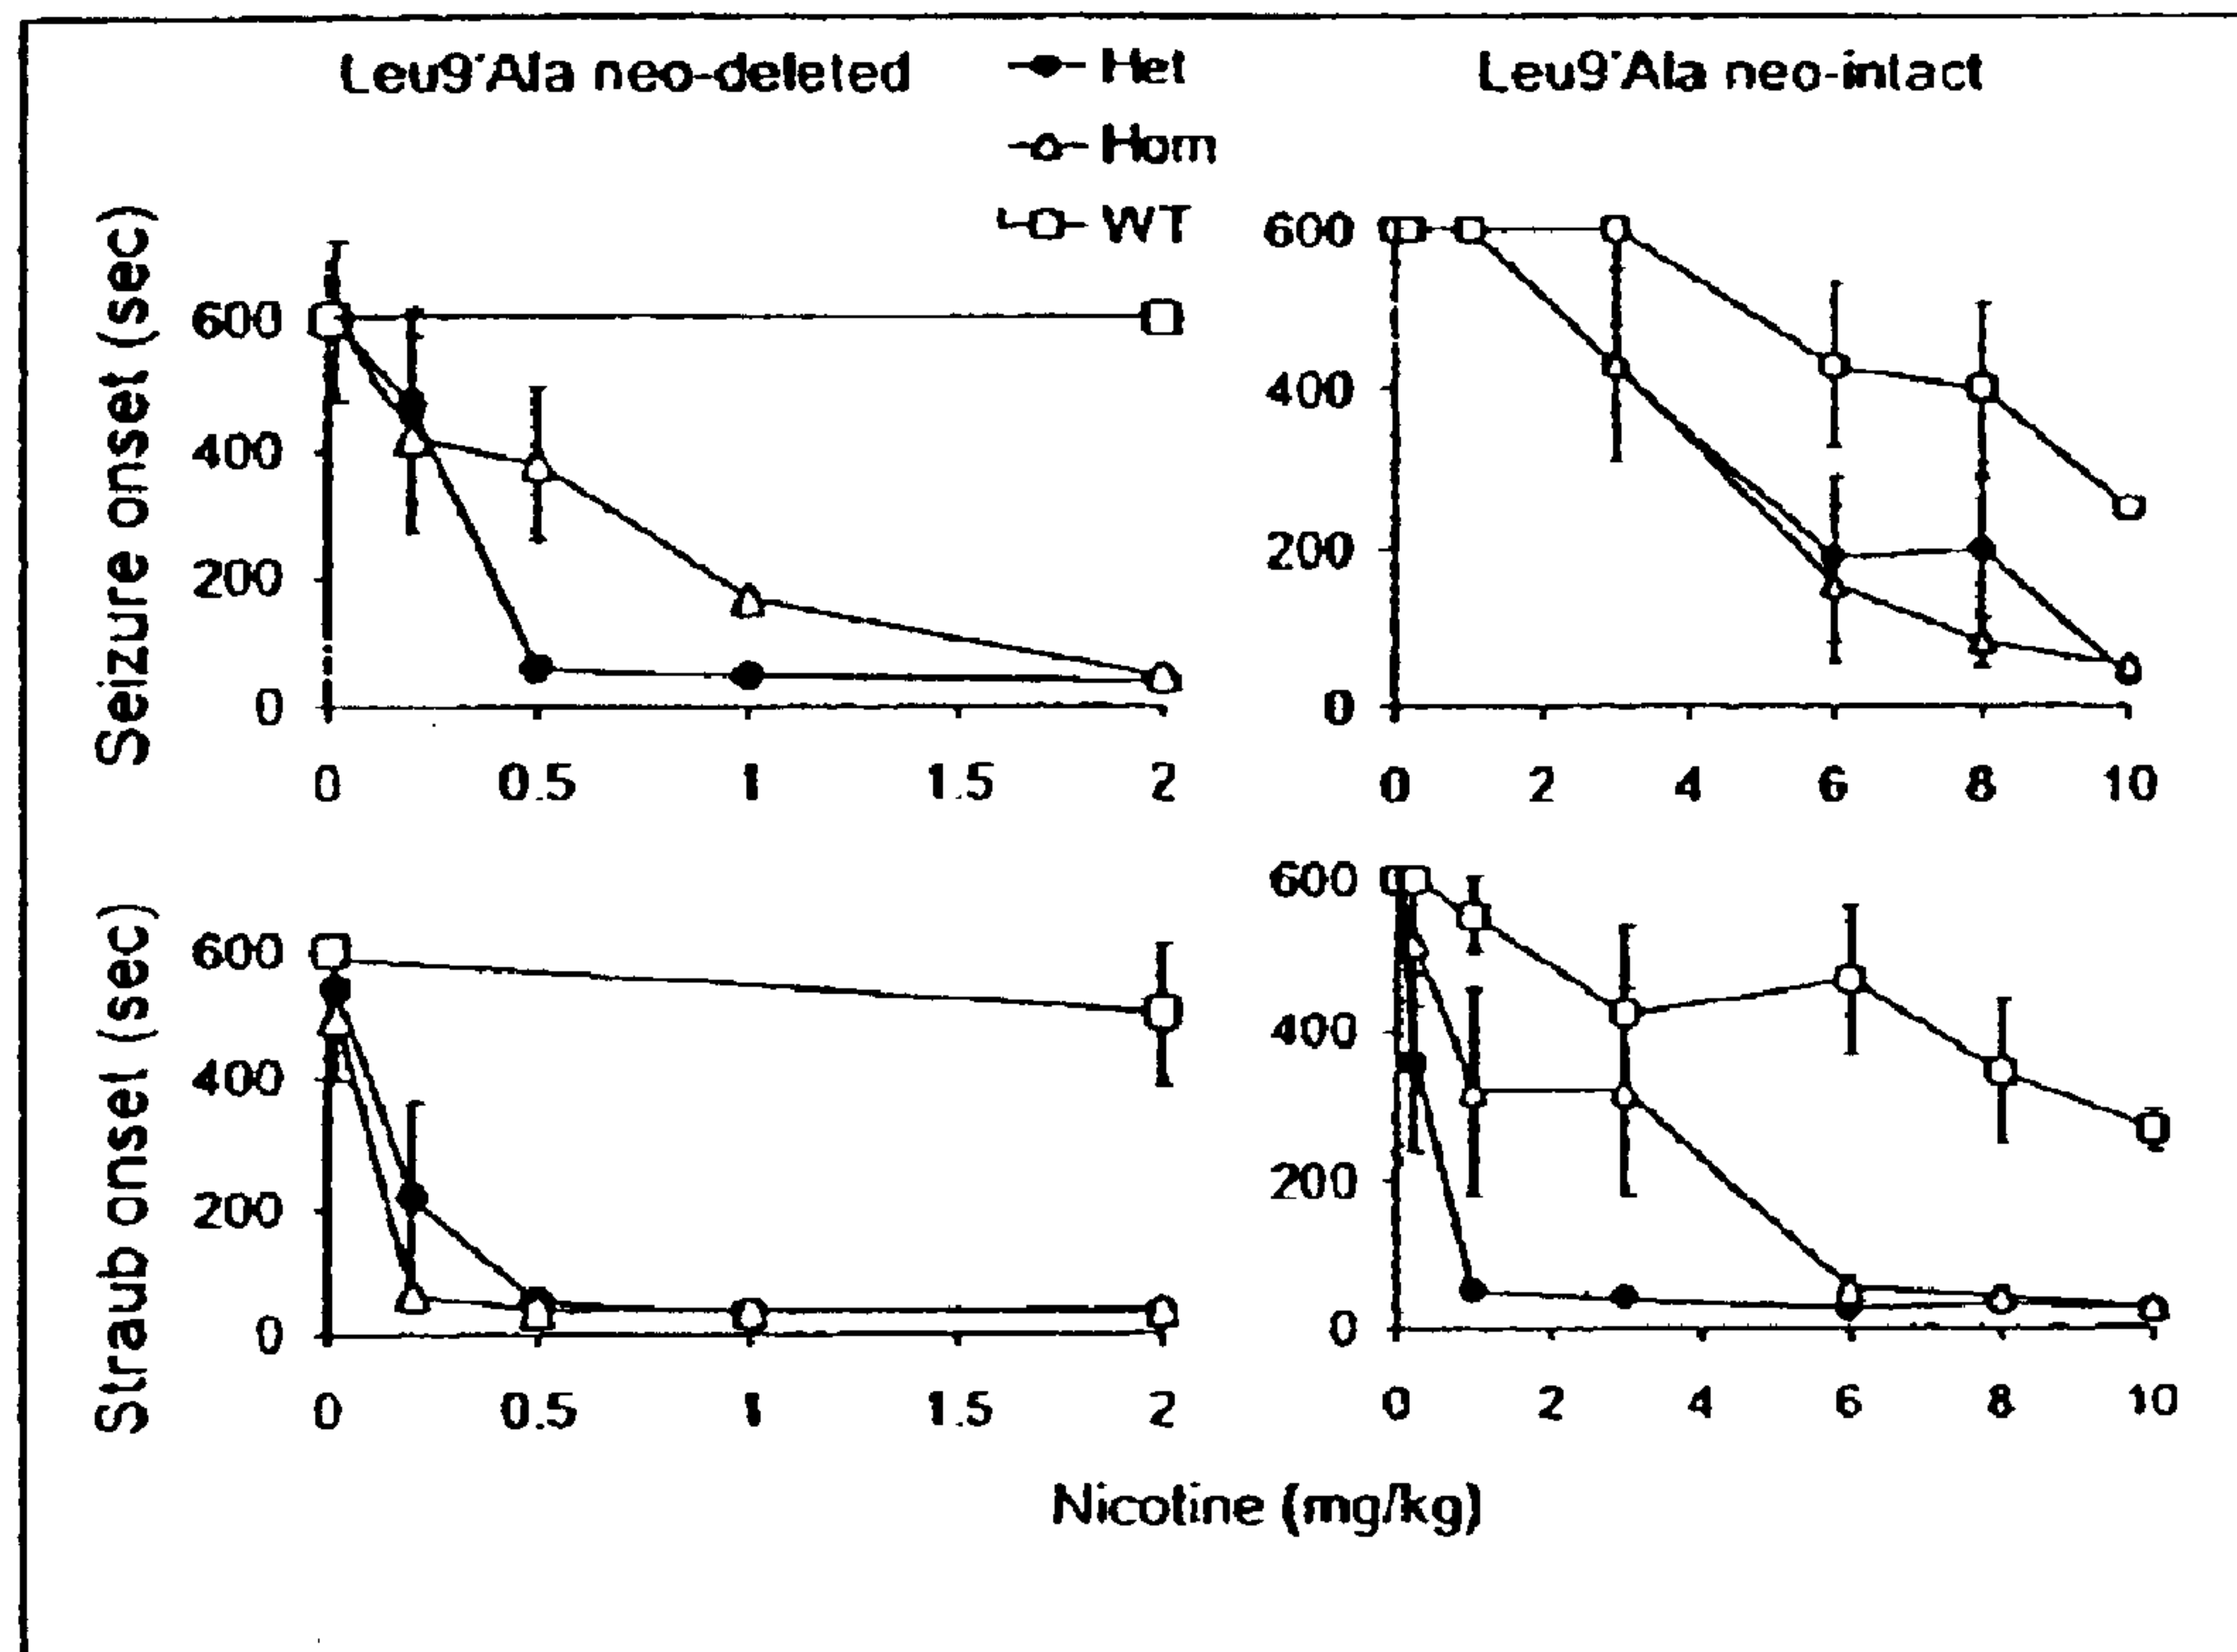 Leu9'Ala neo-deleted
Het
Hom
WT
Leu9'Ala neo-intact
Seizure onset (sec)
600
400
200
0
0 0.5 1 1.5 2
600
400
200
0
0 2 4 6 8 10
Straub onset (sec)
600
400
200
0
0 0.5 1 1.5 2
600
400
200
0
0 2 4 6 8 10
Nicotine (mg/kg)